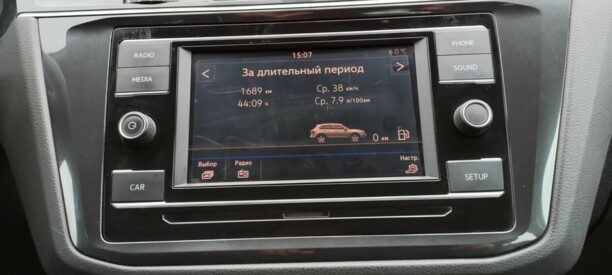 RADIO
MEDIA
CAR
PHONE
SOUND
SETUP
15:07
За длительный период
1689 км
44:09 ч
Ср. 38 км/ч
Ср. 7.9 л/100км
0 км
Выбор
Радио
Настр.